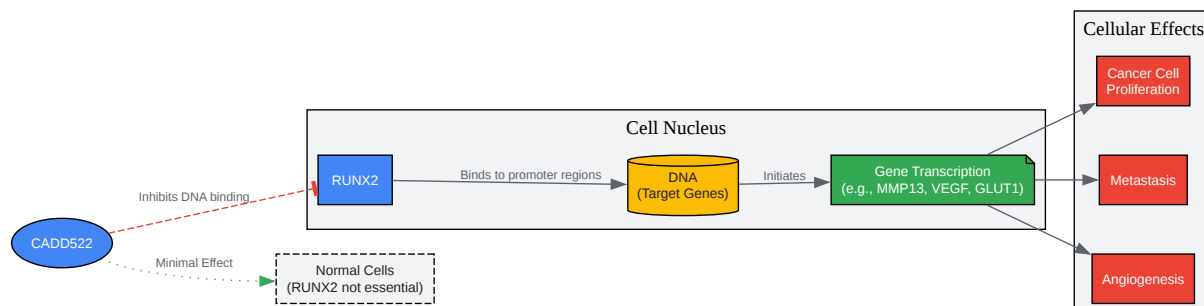 Cellular Effects
Cancer Cell
Proliferation
Cell Nucleus
RUNX2
Binds to promoter regions
DNA
(Target Genes)
Initiates
Gene Transcription
(e.g., MMP13, VEGF, GLUT1)
Metastasis
Inhibits DNA binding
CADD522
Minimal Effect
Normal Cells
(RUNX2 not essential)
Angiogenesis